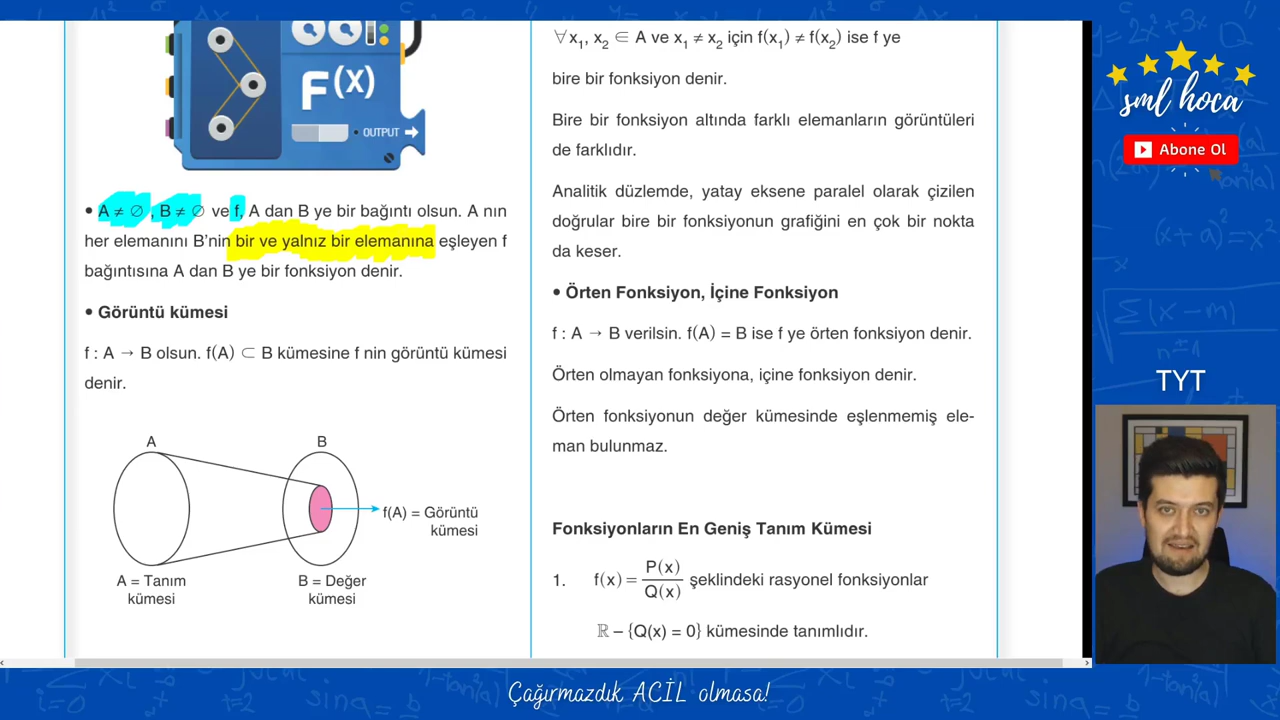 F(X)
OUTPUT
• A ≠ ∅ , B ≠ ∅ ve f, A dan B ye bir bağıntı olsun. A nın
her elemanını B'nin bir ve yalnız bir elemanına eşleyen f
bağıntısına A dan B ye bir fonksiyon denir.
• Görüntü kümesi
f : A → B olsun. f(A) ⊂ B kümesine f nin görüntü kümesi
denir.
A
B
f(A) = Görüntü
kümesi
A = Tanım
kümesi
B = Değer
kümesi
∀x₁, x₂ ∈ A ve x₁ ≠ x₂ için f(x₁) ≠ f(x₂) ise f ye
bire bir fonksiyon denir.
Bire bir fonksiyon altında farklı elemanların görüntüleri
de farklıdır.
Analitik düzlemde, yatay eksene paralel olarak çizilen
doğrular bire bir fonksiyonun grafiğini en çok bir nokta
da keser.
• Örten Fonksiyon, İçine Fonksiyon
f : A → B verilsin. f(A) = B ise f ye örten fonksiyon denir.
Örten olmayan fonksiyona, içine fonksiyon denir.
Örten fonksiyonun değer kümesinde eşlenmemiş ele-
man bulunmaz.
Fonksiyonların En Geniş Tanım Kümesi
1. f(x) = P(x)/Q(x) şeklindeki rasyonel fonksiyonlar
ℝ – {Q(x) = 0} kümesinde tanımlıdır.
sml hoca
Abone Ol
TYT
Çağırmazdık ACİL olmasa!